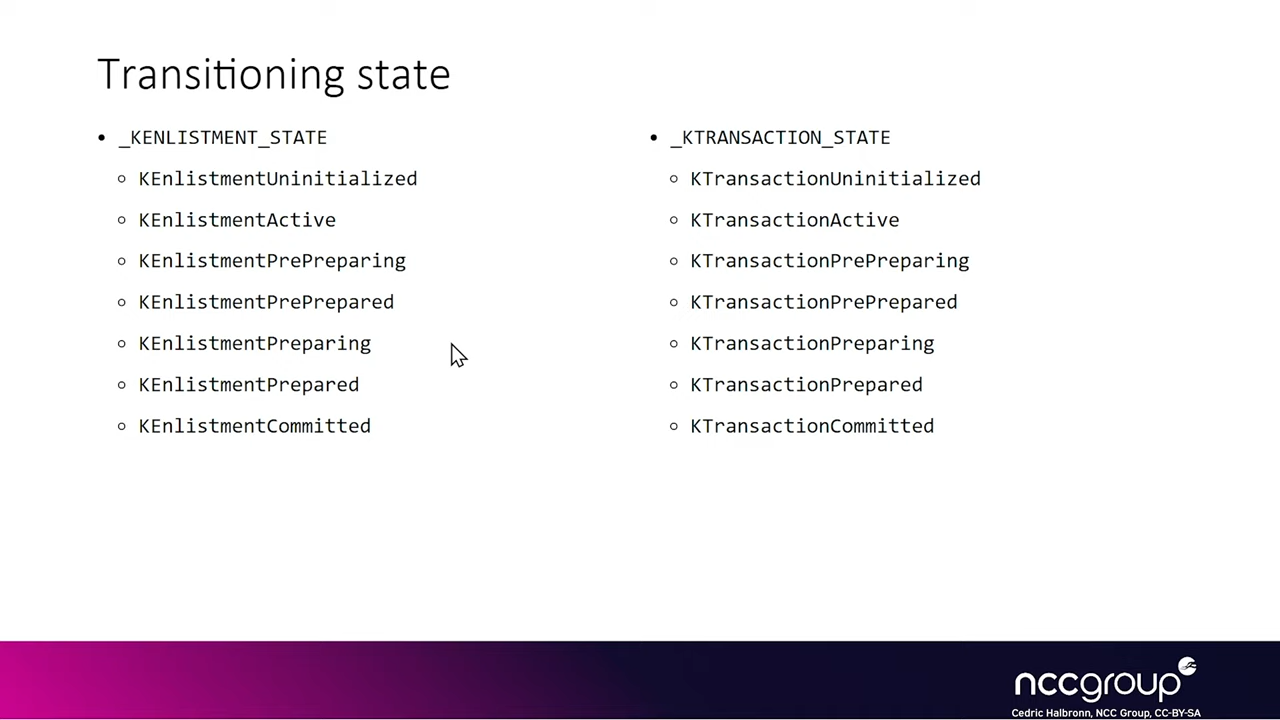 Transitioning state
• _KENLISTMENT_STATE
○ KEnlistmentUninitialized
○ KEnlistmentActive
○ KEnlistmentPrePreparing
○ KEnlistmentPrePrepared
○ KEnlistmentPreparing
○ KEnlistmentPrepared
○ KEnlistmentCommitted
• _KTRANSACTION_STATE
○ KTransactionUninitialized
○ KTransactionActive
○ KTransactionPrePreparing
○ KTransactionPrePrepared
○ KTransactionPreparing
○ KTransactionPrepared
○ KTransactionCommitted
nccgroup
Cedric Halbronn, NCC Group, CC-BY-SA